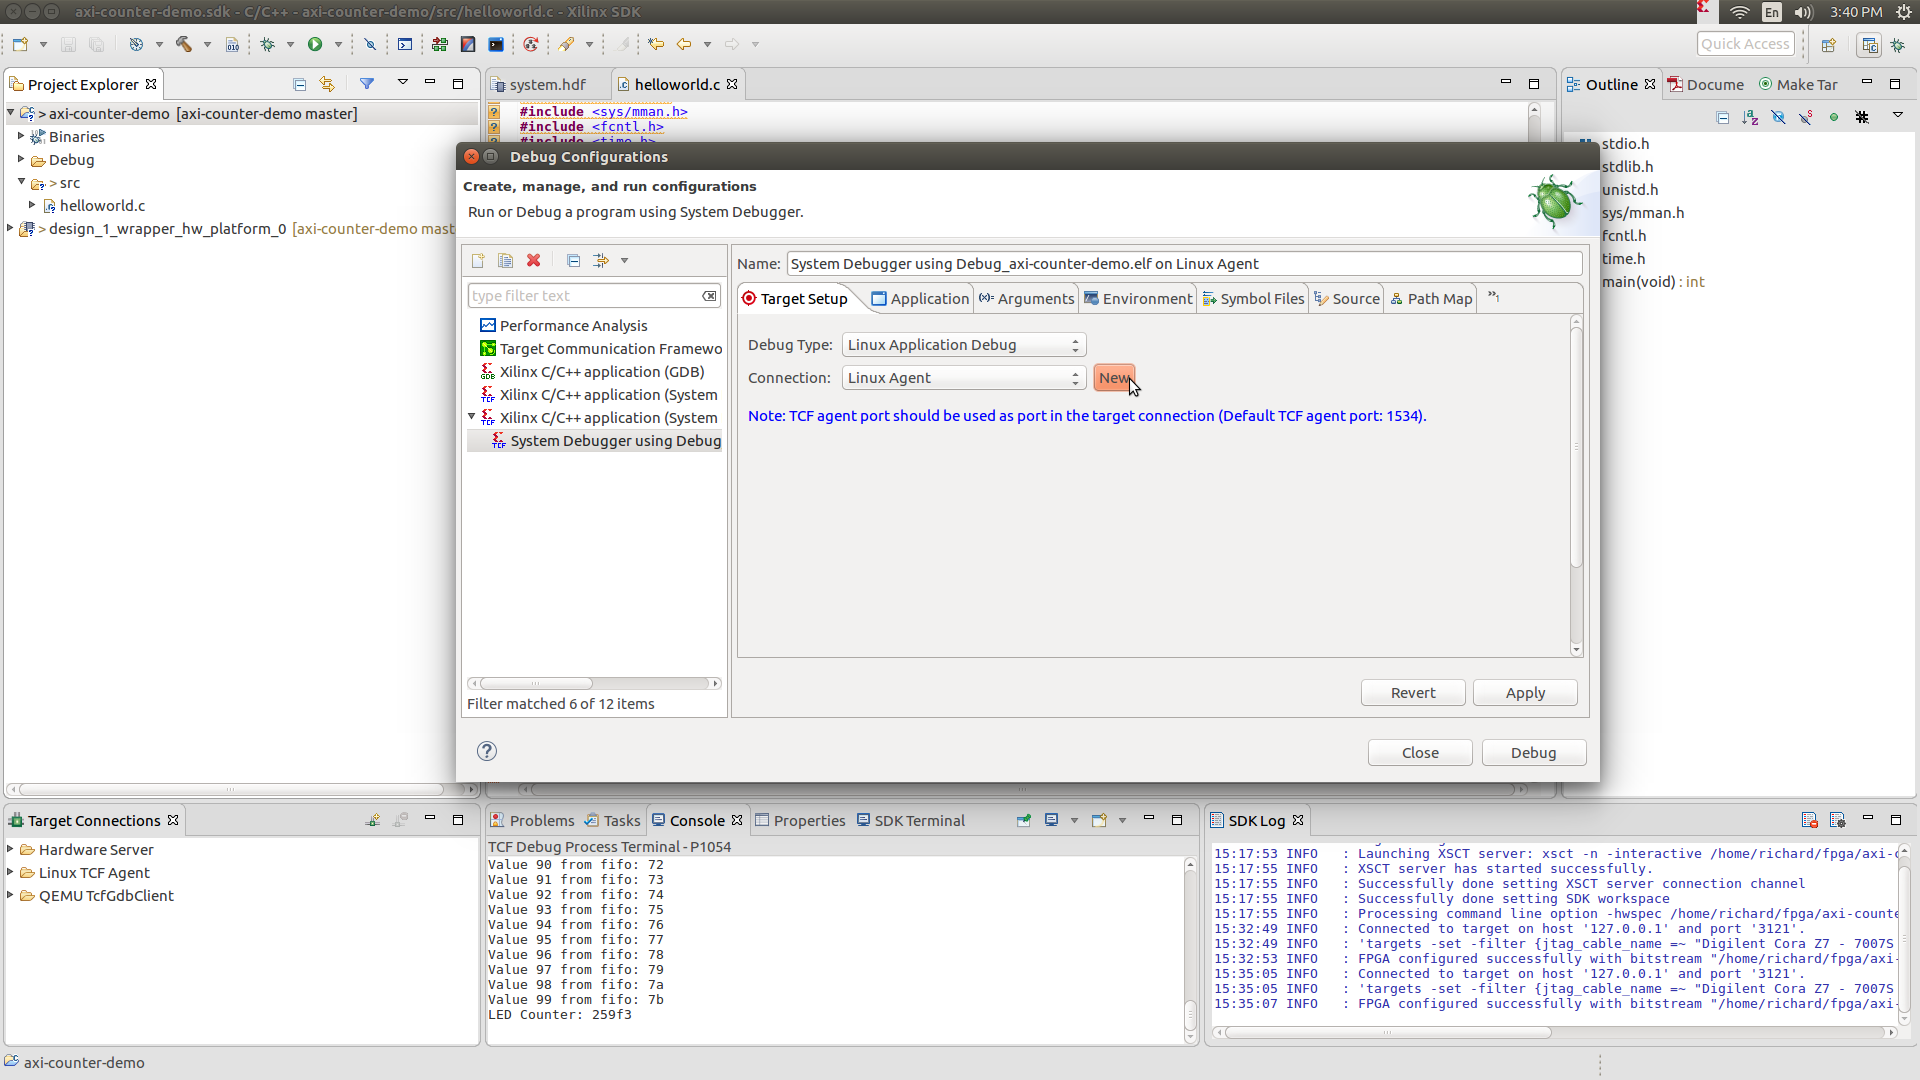 axi-counter-demo.sdk - C/C++ - axi-counter-demo/src/helloworld.c - Xilinx SDK
En
3:40 PM
Quick Access
Project Explorer
system.hdf
helloworld.c
Outline
Docume
Make Tar
> axi-counter-demo [axi-counter-demo master]
Binaries
Debug
> src
helloworld.c
> design_1_wrapper_hw_platform_0 [axi-counter-demo mast
#include <sys/mman.h>
#include <fcntl.h>
#include <time.h>
stdio.h
stdlib.h
unistd.h
sys/mman.h
fcntl.h
time.h
main(void) : int
Debug Configurations
Create, manage, and run configurations
Run or Debug a program using System Debugger.
type filter text
Performance Analysis
Target Communication Framewo
Xilinx C/C++ application (GDB)
Xilinx C/C++ application (System
Xilinx C/C++ application (System
System Debugger using Debug
Filter matched 6 of 12 items
Name: System Debugger using Debug_axi-counter-demo.elf on Linux Agent
Target Setup
Application
Arguments
Environment
Symbol Files
Source
Path Map
»1
Debug Type: Linux Application Debug
Connection: Linux Agent
New
Note: TCF agent port should be used as port in the target connection (Default TCF agent port: 1534).
Revert
Apply
Close
Debug
Target Connections
Hardware Server
Linux TCF Agent
QEMU TcfGdbClient
Problems
Tasks
Console
Properties
SDK Terminal
TCF Debug Process Terminal - P1054
Value 90 from fifo: 72
Value 91 from fifo: 73
Value 92 from fifo: 74
Value 93 from fifo: 75
Value 94 from fifo: 76
Value 95 from fifo: 77
Value 96 from fifo: 78
Value 97 from fifo: 79
Value 98 from fifo: 7a
Value 99 from fifo: 7b
LED Counter: 259f3
SDK Log
15:17:53 INFO : Launching XSCT server: xsct -n -interactive /home/richard/fpga/axi-c
15:17:55 INFO : XSCT server has started successfully.
15:17:55 INFO : Successfully done setting XSCT server connection channel
15:17:55 INFO : Successfully done setting SDK workspace
15:17:55 INFO : Processing command line option -hwspec /home/richard/fpga/axi-counte
15:32:49 INFO : Connected to target on host '127.0.0.1' and port '3121'.
15:32:49 INFO : 'targets -set -filter {jtag_cable_name =~ "Digilent Cora Z7 - 7007S
15:32:53 INFO : FPGA configured successfully with bitstream "/home/richard/fpga/axi-
15:35:05 INFO : Connected to target on host '127.0.0.1' and port '3121'.
15:35:05 INFO : 'targets -set -filter {jtag_cable_name =~ "Digilent Cora Z7 - 7007S
15:35:07 INFO : FPGA configured successfully with bitstream "/home/richard/fpga/axi-
axi-counter-demo